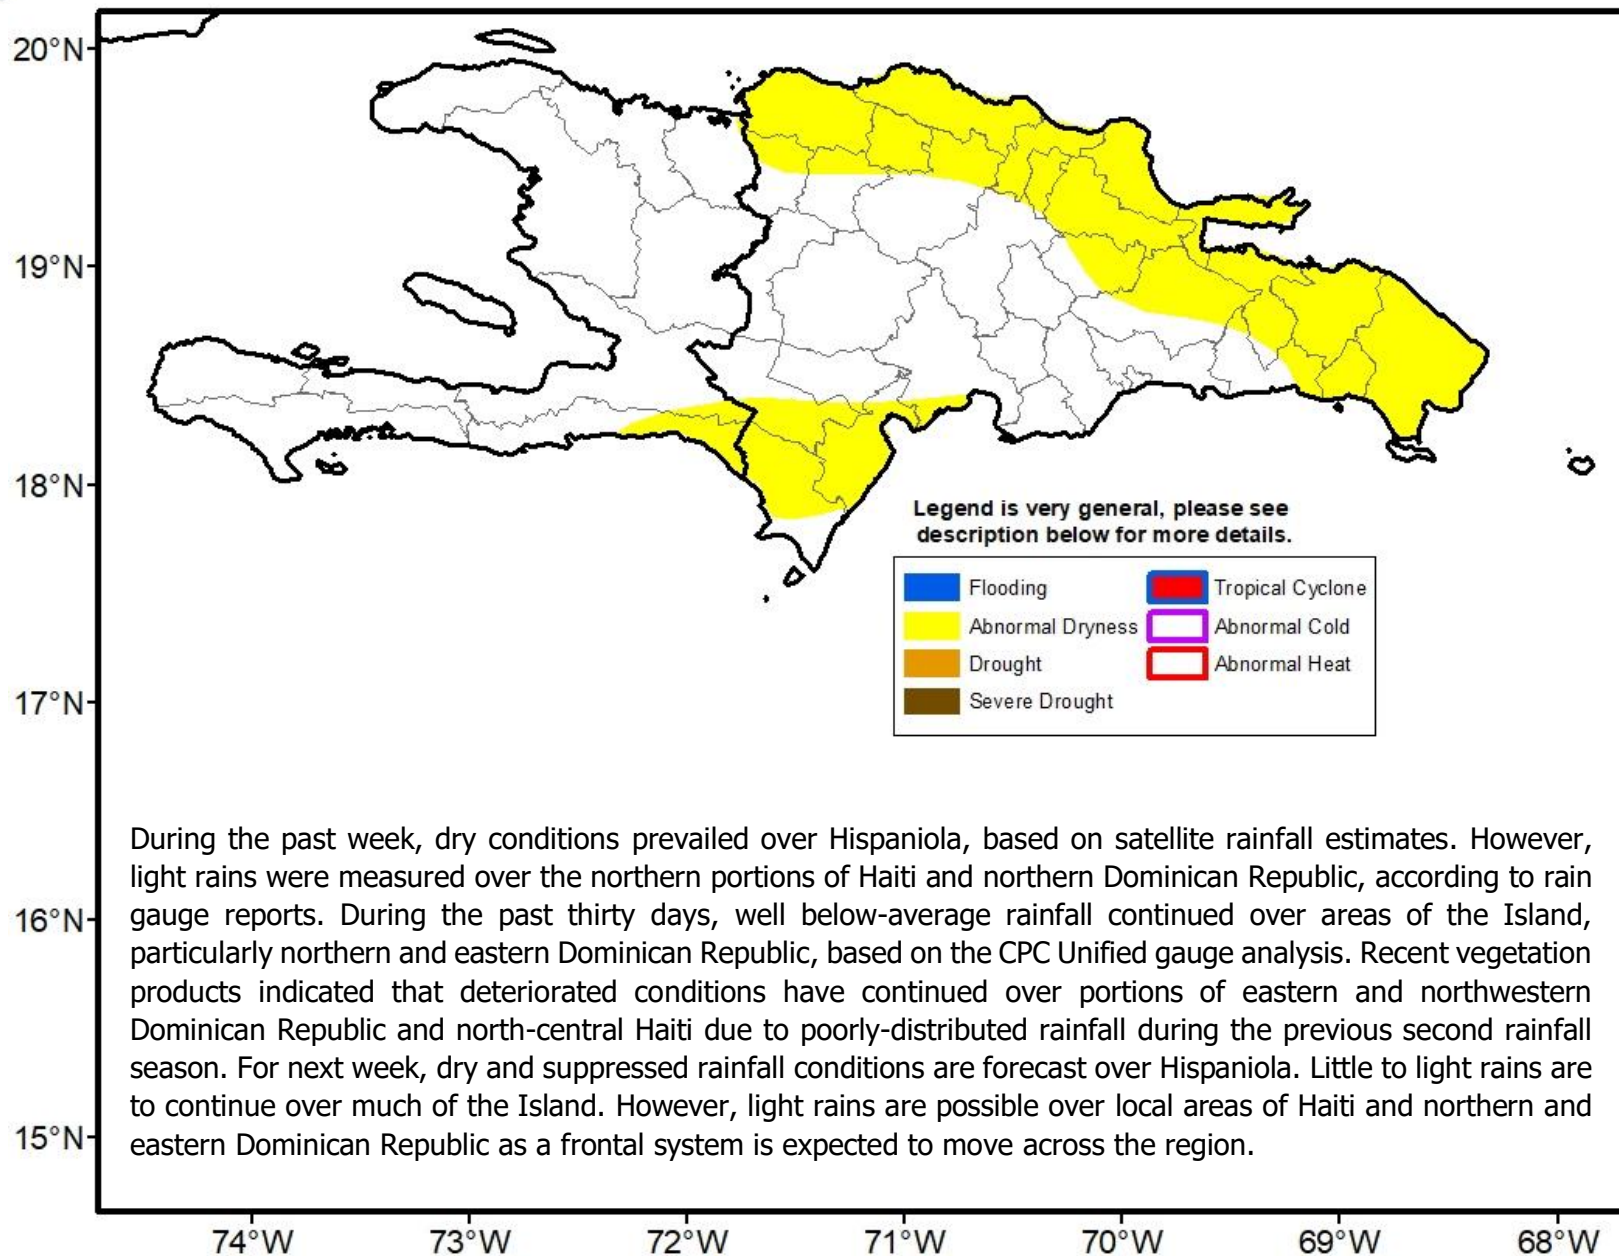 20°N
19°N
18°N
17°N
16°N
15°N
Legend is very general, please see
description below for more details.
Flooding
Tropical Cyclone
Abnormal Dryness
Abnormal Cold
Drought
Abnormal Heat
Severe Drought
During the past week, dry conditions prevailed over Hispaniola, based on satellite rainfall estimates. However,
light rains were measured over the northern portions of Haiti and northern Dominican Republic, according to rain
gauge reports. During the past thirty days, well below-average rainfall continued over areas of the Island,
particularly northern and eastern Dominican Republic, based on the CPC Unified gauge analysis. Recent vegetation
products indicated that deteriorated conditions have continued over portions of eastern and northwestern
Dominican Republic and north-central Haiti due to poorly-distributed rainfall during the previous second rainfall
season. For next week, dry and suppressed rainfall conditions are forecast over Hispaniola. Little to light rains are
to continue over much of the Island. However, light rains are possible over local areas of Haiti and northern and
eastern Dominican Republic as a frontal system is expected to move across the region.
74°W 73°W 72°W 71°W 70°W 69°W 68°W